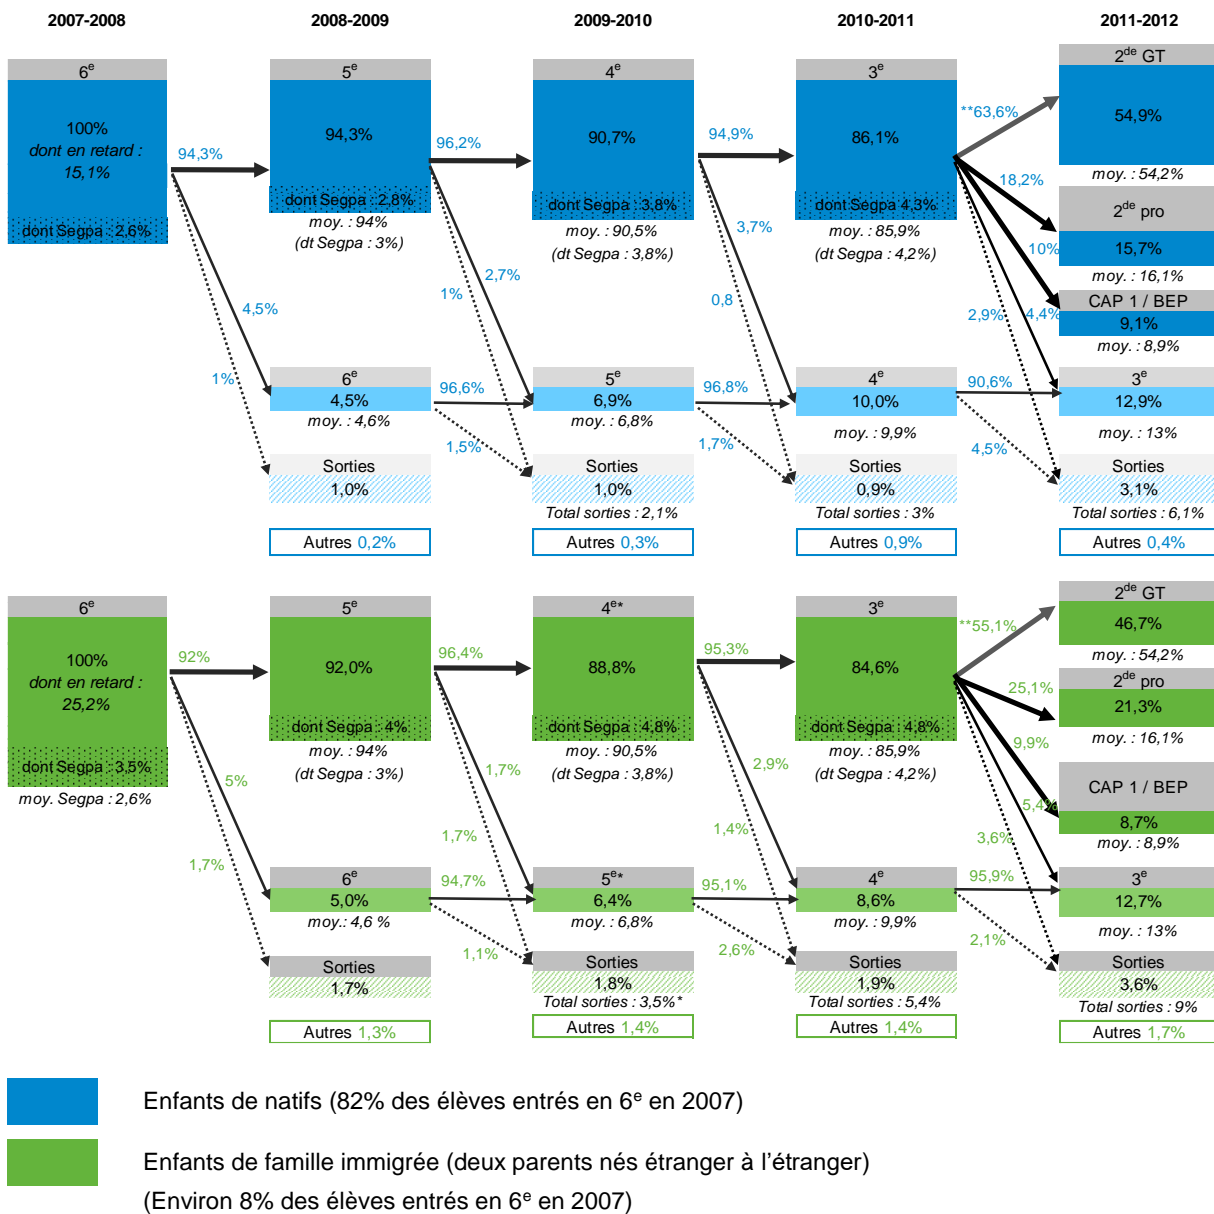 2007-2008 2008-2009 2009-2010 2010-2011 2011-2012
6e 5e 4e 3e 2de GT
100%
dont en retard :
15,1%
dont Segpa : 2,6%
94,3%
94,3%
dont Segpa : 2,8%
moy. : 94%
(dt Segpa : 3%)
96,2%
90,7%
dont Segpa : 3,8%
moy. : 90,5%
(dt Segpa : 3,8%)
94,9%
86,1%
dont Segpa 4,3%
moy. : 85,9%
(dt Segpa : 4,2%)
**63,6%
54,9%
moy. : 54,2%
18,2%
2de pro
15,7%
moy. : 16,1%
10%
CAP 1 / BEP
9,1%
moy. : 8,9%
4,5%
1%
2,7%
1%
3,7%
0,8
2,9%
4,4%
6e
4,5%
moy. : 4,6%
96,6%
1,5%
5e
6,9%
moy. : 6,8%
96,8%
1,7%
4e
10,0%
moy. : 9,9%
90,6%
4,5%
3e
12,9%
moy. : 13%
Sorties
1,0%
Sorties
1,0%
Total sorties : 2,1%
Sorties
0,9%
Total sorties : 3%
Sorties
3,1%
Total sorties : 6,1%
Autres 0,2%
Autres 0,3%
Autres 0,9%
Autres 0,4%
6e 5e 4e* 3e 2de GT
100%
dont en retard :
25,2%
dont Segpa : 3,5%
moy. Segpa : 2,6%
92%
92,0%
dont Segpa : 4%
moy. : 94%
(dt Segpa : 3%)
96,4%
88,8%
dont Segpa : 4,8%
moy. : 90,5%
(dt Segpa : 3,8%)
95,3%
84,6%
dont Segpa : 4,8%
moy. : 85,9%
(dt Segpa : 4,2%)
**55,1%
46,7%
moy. : 54,2%
25,1%
2de pro
21,3%
moy. : 16,1%
9,9%
CAP 1 / BEP
8,7%
moy. : 8,9%
5%
1,7%
1,7%
1,7%
2,9%
1,4%
5,4%
3,6%
6e
5,0%
moy.: 4,6 %
94,7%
1,1%
5e*
6,4%
moy. : 6,8%
95,1%
2,6%
4e
8,6%
moy. : 9,9%
95,9%
2,1%
3e
12,7%
moy. : 13%
Sorties
1,7%
Sorties
1,8%
Total sorties : 3,5%*
Sorties
1,9%
Total sorties : 5,4%
Sorties
3,6%
Total sorties : 9%
Autres 1,3%
Autres 1,4%
Autres 1,4%
Autres 1,7%
Enfants de natifs (82% des élèves entrés en 6e en 2007)
Enfants de famille immigrée (deux parents nés étranger à l’étranger)
(Environ 8% des élèves entrés en 6e en 2007)